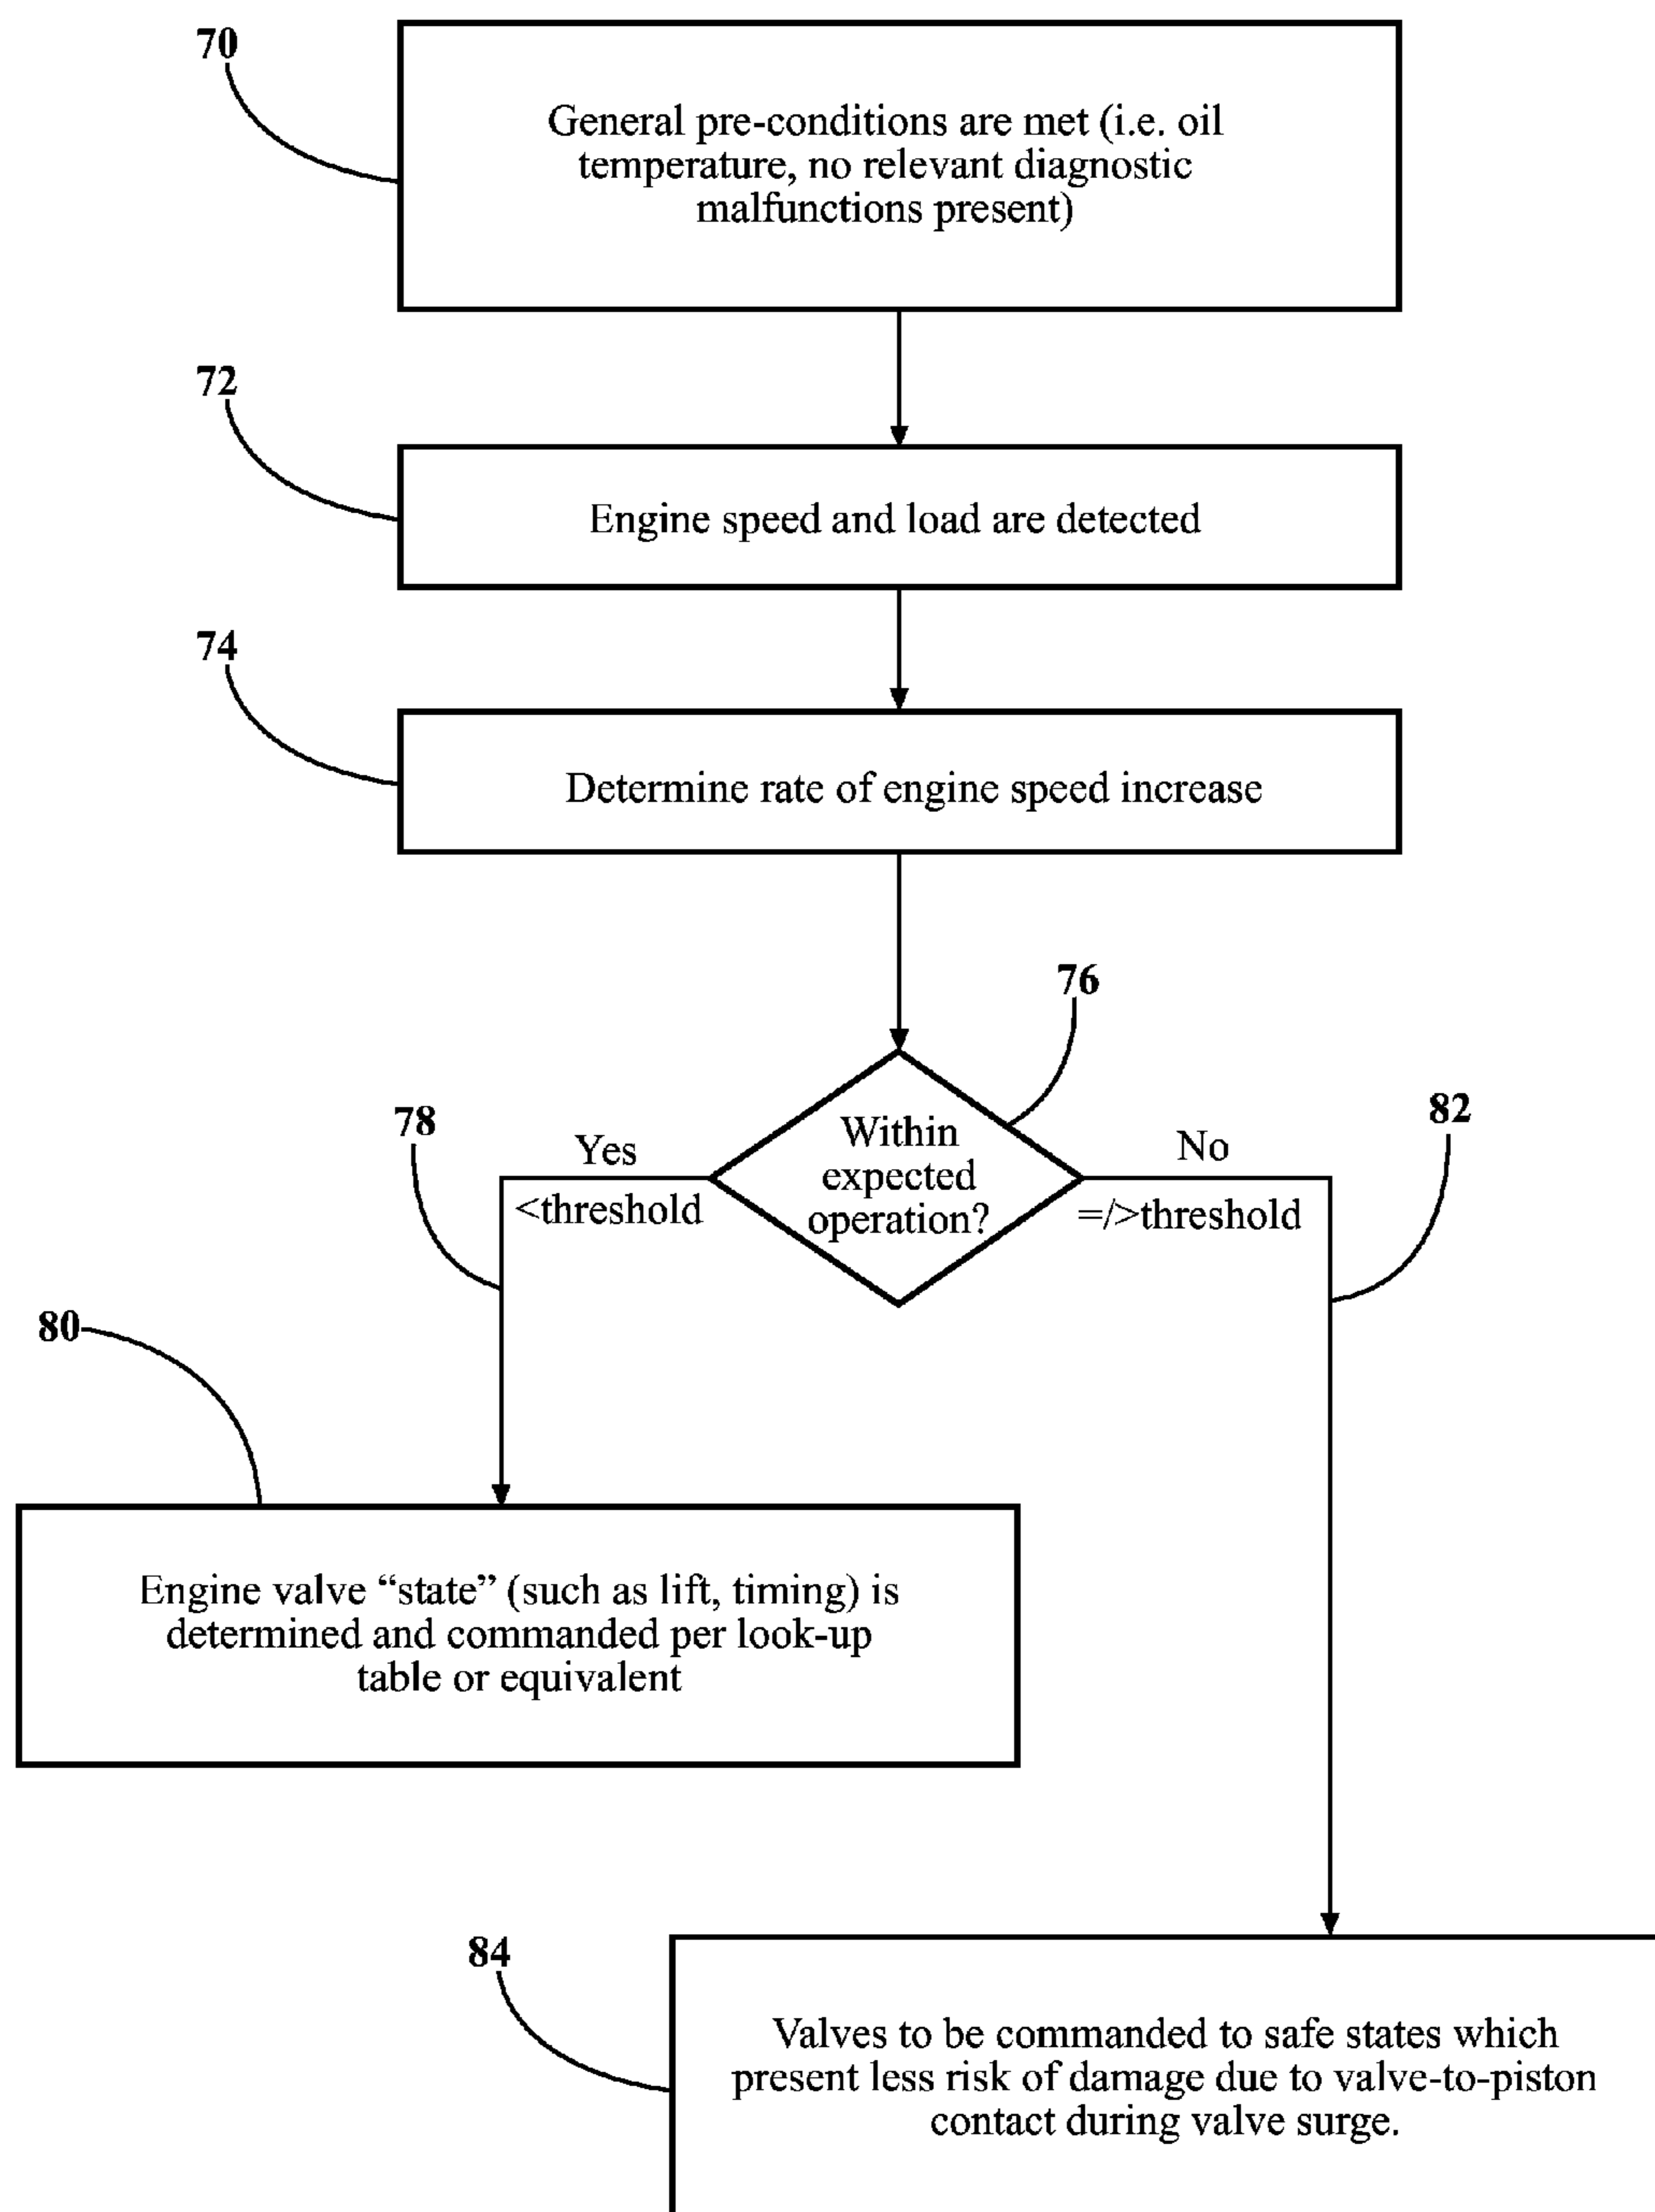 70
General pre-conditions are met (i.e. oil
temperature, no relevant diagnostic
malfunctions present)
72
Engine speed and load are detected
74
Determine rate of engine speed increase
76
Within
expected
operation?
78
Yes
<threshold
82
No
=/>threshold
80
Engine valve “state” (such as lift, timing) is
determined and commanded per look-up
table or equivalent
84
Valves to be commanded to safe states which
present less risk of damage due to valve-to-piston
contact during valve surge.